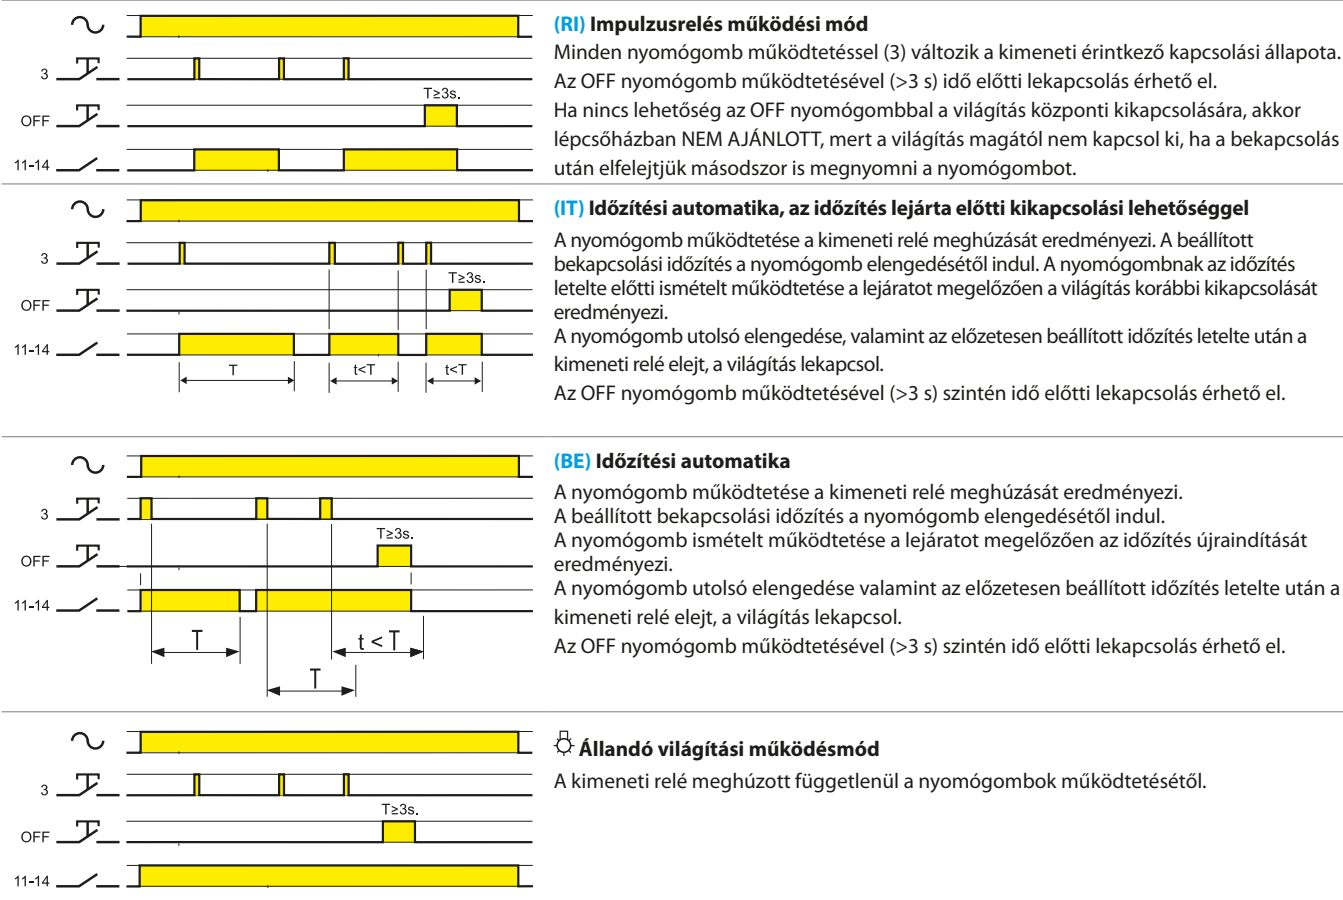 (RI) Impulzusrelés működési mód
Minden nyomógomb működtetéssel (3) változik a kimeneti érintkező kapcsolási állapota.
Az OFF nyomógomb működtetésével (>3 s) idő előtti lekapcsolás érhető el.
Ha nincs lehetőség az OFF nyomógombbal a világítás központi kikapcsolására, akkor
lépcsőházban NEM AJÁNLOTT, mert a világítás magától nem kapcsol ki, ha a bekapcsolás
után elfelejtjük másodszor is megnyomni a nyomógombot.
3
T≥3s.
OFF
11-14
(IT) Időzítési automatika, az időzítés lejárta előtti kikapcsolási lehetőséggel
A nyomógomb működtetése a kimeneti relé meghúzását eredményezi. A beállított
bekapcsolási időzítés a nyomógomb elengedésétől indul. A nyomógombnak az időzítés
letelte előtti ismételt működtetése a lejáratot megelőzően a világítás korábbi kikapcsolását
eredményezi.
A nyomógomb utolsó elengedése, valamint az előzetesen beállított időzítés letelte után a
kimeneti relé elejt, a világítás lekapcsol.
Az OFF nyomógomb működtetésével (>3 s) szintén idő előtti lekapcsolás érhető el.
3
T≥3s.
OFF
11-14
T t<T t<T
(BE) Időzítési automatika
A nyomógomb működtetése a kimeneti relé meghúzását eredményezi.
A beállított bekapcsolási időzítés a nyomógomb elengedésétől indul.
A nyomógomb ismételt működtetése a lejáratot megelőzően az időzítés újraindítását
eredményezi.
A nyomógomb utolsó elengedése valamint az előzetesen beállított időzítés letelte után a
kimeneti relé elejt, a világítás lekapcsol.
Az OFF nyomógomb működtetésével (>3 s) szintén idő előtti lekapcsolás érhető el.
3
T≥3s.
OFF
11-14
T t < T
T
Állandó világítási működésmód
A kimeneti relé meghúzott függetlenül a nyomógombok működtetésétől.
3
T≥3s.
OFF
11-14